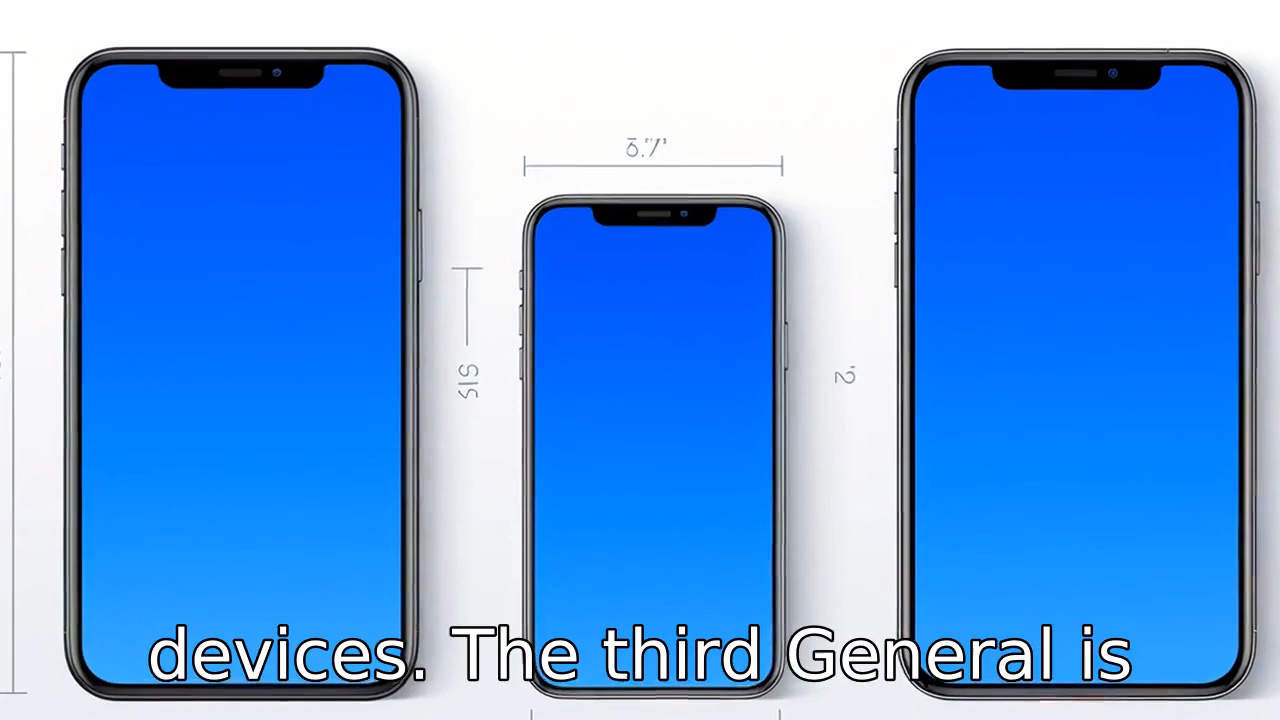 devices. The third General is